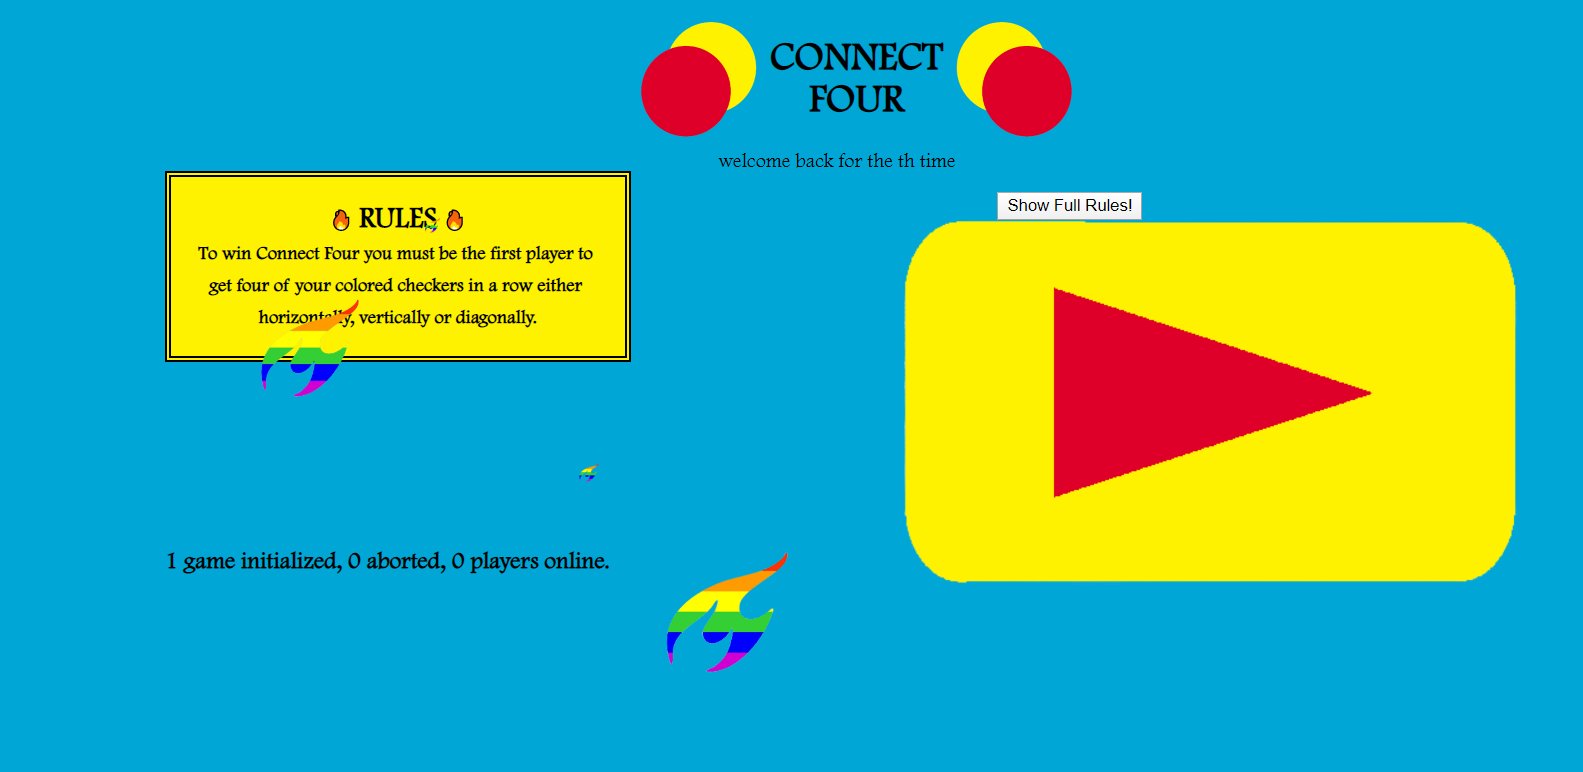 CONNECT
FOUR
welcome back for the th time
RULES
To win Connect Four you must be the first player to
get four of your colored checkers in a row either
horizontally, vertically or diagonally.
Show Full Rules!
1 game initialized, 0 aborted, 0 players online.